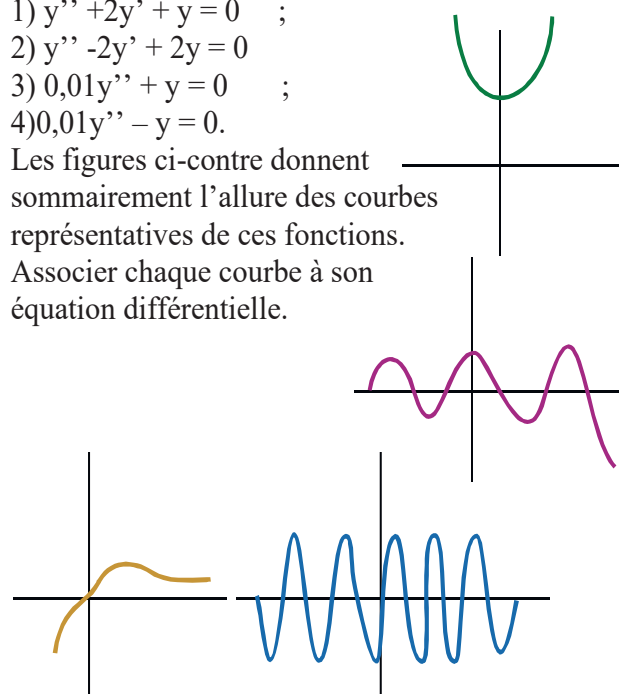 1) y’’ +2y’ + y = 0 ;
2) y’’ -2y’ + 2y = 0
3) 0,01y’’ + y = 0 ;
4)0,01y’’ – y = 0.
Les figures ci-contre donnent
sommairement l’allure des courbes
représentatives de ces fonctions.
Associer chaque courbe à son
équation différentielle.